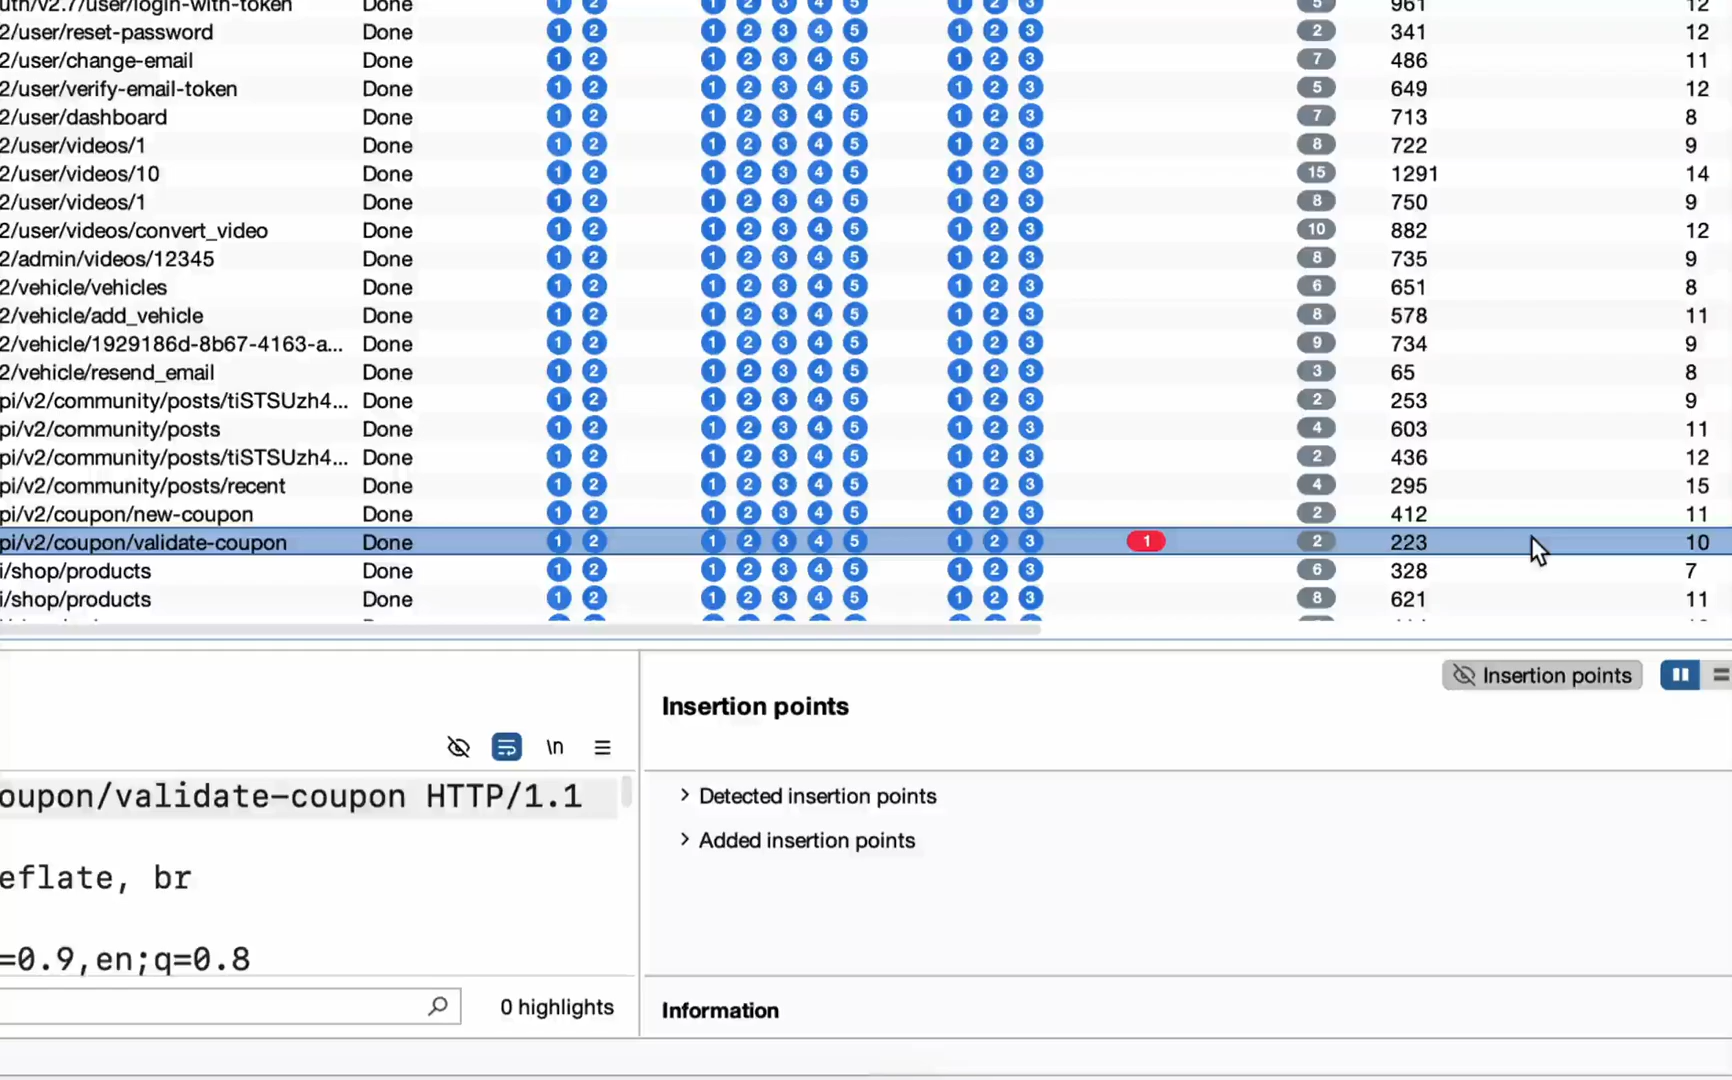 uth/v2.7/user/login-with-token Done 1 2 1 2 3 4 5 1 2 3 5 961 12
2/user/reset-password Done 1 2 1 2 3 4 5 1 2 3 2 341 12
2/user/change-email Done 1 2 1 2 3 4 5 1 2 3 7 486 11
2/user/verify-email-token Done 1 2 1 2 3 4 5 1 2 3 5 649 12
2/user/dashboard Done 1 2 1 2 3 4 5 1 2 3 7 713 8
2/user/videos/1 Done 1 2 1 2 3 4 5 1 2 3 8 722 9
2/user/videos/10 Done 1 2 1 2 3 4 5 1 2 3 15 1291 14
2/user/videos/1 Done 1 2 1 2 3 4 5 1 2 3 8 750 9
2/user/videos/convert_video Done 1 2 1 2 3 4 5 1 2 3 10 882 12
2/admin/videos/12345 Done 1 2 1 2 3 4 5 1 2 3 8 735 9
2/vehicle/vehicles Done 1 2 1 2 3 4 5 1 2 3 6 651 8
2/vehicle/add_vehicle Done 1 2 1 2 3 4 5 1 2 3 8 578 11
2/vehicle/1929186d-8b67-4163-a... Done 1 2 1 2 3 4 5 1 2 3 9 734 9
2/vehicle/resend_email Done 1 2 1 2 3 4 5 1 2 3 3 65 8
pi/v2/community/posts/tiSTSUzh4... Done 1 2 1 2 3 4 5 1 2 3 2 253 9
pi/v2/community/posts Done 1 2 1 2 3 4 5 1 2 3 4 603 11
pi/v2/community/posts/tiSTSUzh4... Done 1 2 1 2 3 4 5 1 2 3 2 436 12
pi/v2/community/posts/recent Done 1 2 1 2 3 4 5 1 2 3 4 295 15
pi/v2/coupon/new-coupon Done 1 2 1 2 3 4 5 1 2 3 2 412 11
pi/v2/coupon/validate-coupon Done 1 2 1 2 3 4 5 1 2 3 1 2 223 10
i/shop/products Done 1 2 1 2 3 4 5 1 2 3 6 328 7
i/shop/products Done 1 2 1 2 3 4 5 1 2 3 8 621 11
Insertion points
Insertion points
\n
oupon/validate-coupon HTTP/1.1
Detected insertion points
Added insertion points
eflate, br
=0.9,en;q=0.8
0 highlights
Information